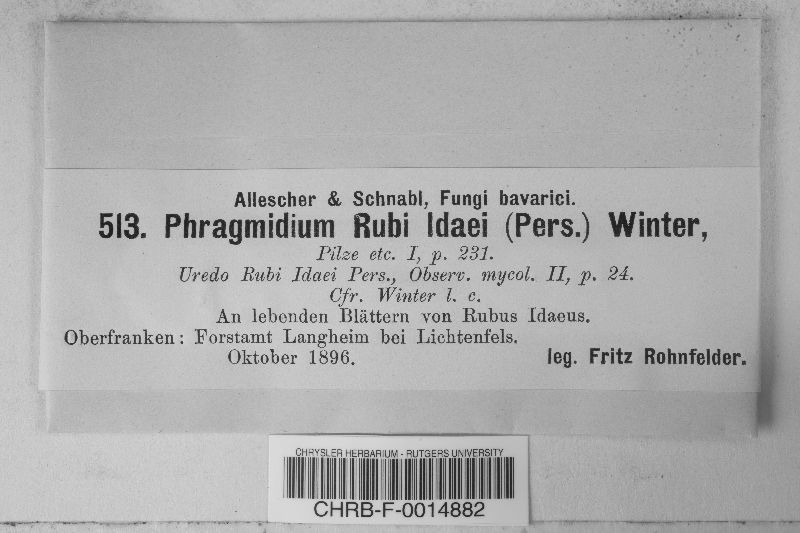 Allescher & Schnabl, Fungi bavarici.
513. Phragmidium Rubi Idaei (Pers.) Winter,
Pilze etc. I, p. 231.
Uredo Rubi Idaei Pers., Observ. mycol. II, p. 24.
Cfr. Winter l. c.
An lebenden Blättern von Rubus Idaeus.
Oberfranken: Forstamt Langheim bei Lichtenfels.
Oktober 1896. leg. Fritz Rohnfelder.
CHRYSLER HERBARIUM - RUTGERS UNIVERSITY
CHRB-F-0014882